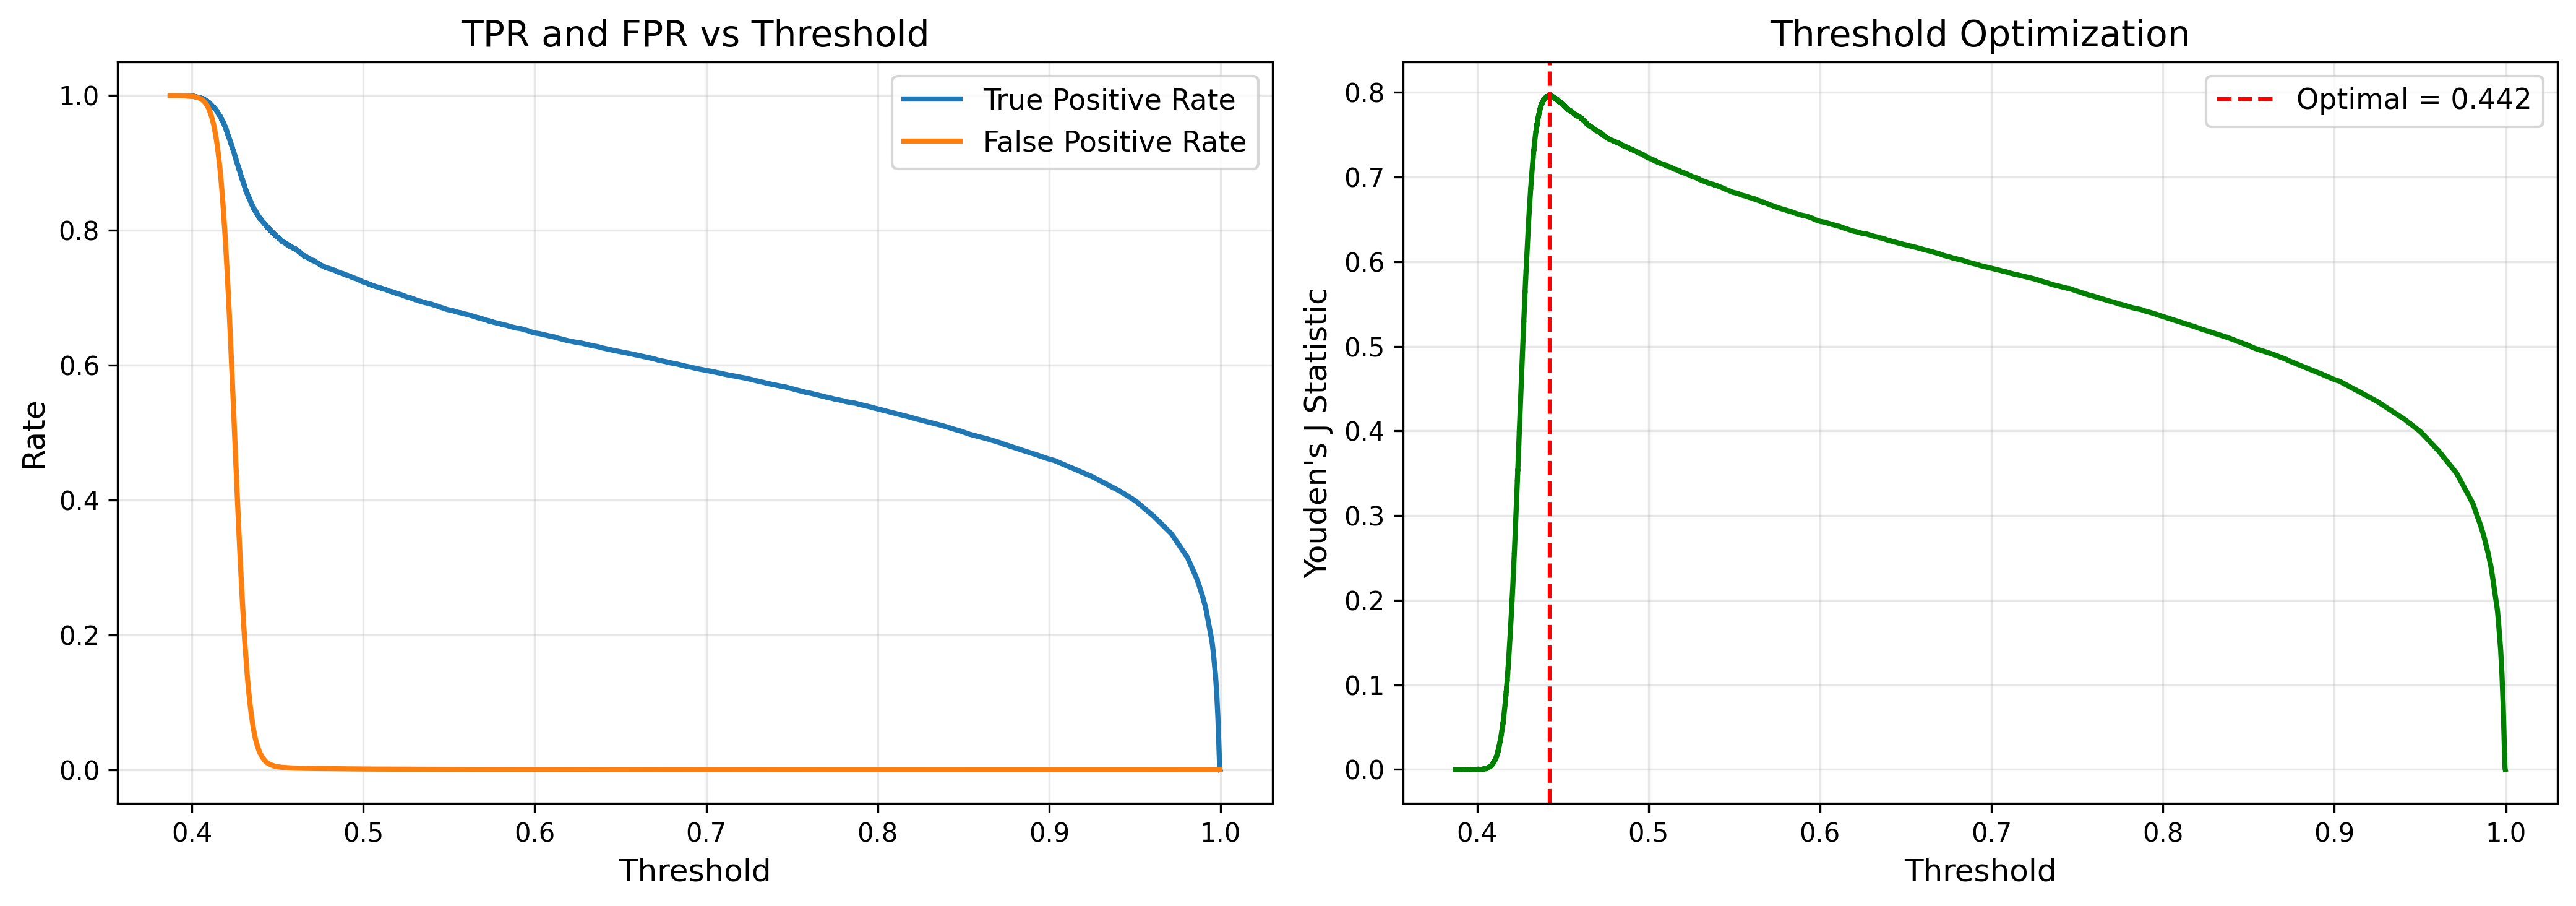 TPR and FPR vs Threshold
True Positive Rate
False Positive Rate
Rate
1.0
0.8
0.6
0.4
0.2
0.0
0.4 0.5 0.6 0.7 0.8 0.9 1.0
Threshold
Threshold Optimization
Optimal = 0.442
Youden's J Statistic
0.8
0.7
0.6
0.5
0.4
0.3
0.2
0.1
0.0
0.4 0.5 0.6 0.7 0.8 0.9 1.0
Threshold